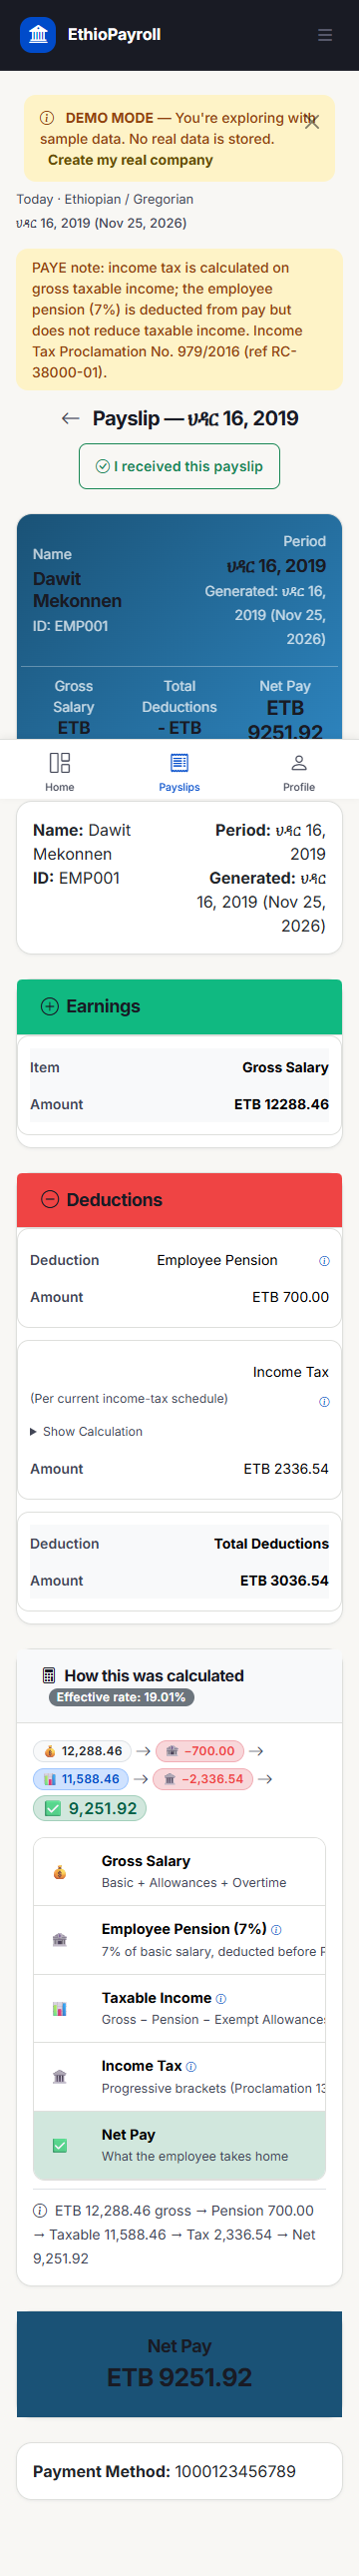 EthioPayroll
DEMO MODE — You're exploring with
sample data. No real data is stored.
Create my real company
Today · Ethiopian / Gregorian
ህዳር 16, 2019 (Nov 25, 2026)
PAYE note: income tax is calculated on
gross taxable income; the employee
pension (7%) is deducted from pay but
does not reduce taxable income. Income
Tax Proclamation No. 979/2016 (ref RC-
38000-01).
Payslip — ህዳር 16, 2019
I received this payslip
Name
Dawit
Mekonnen
ID: EMP001
Period
ህዳር 16, 2019
Generated: ህዳር 16,
2019 (Nov 25,
2026)
Gross
Salary
ETB
Total
Deductions
- ETB
Net Pay
ETB
9251.92
Home
Payslips
Profile
Name: Dawit
Mekonnen
ID: EMP001
Period: ህዳር 16,
2019
Generated: ህዳር
16, 2019 (Nov 25,
2026)
Earnings
Item Gross Salary
Amount ETB 12288.46
Deductions
Deduction Employee Pension
Amount ETB 700.00
Income Tax
(Per current income-tax schedule)
Show Calculation
Amount ETB 2336.54
Deduction Total Deductions
Amount ETB 3036.54
How this was calculated
Effective rate: 19.01%
12,288.46 → −700.00 →
11,588.46 → −2,336.54 →
9,251.92
Gross Salary
Basic + Allowances + Overtime
Employee Pension (7%)
7% of basic salary, deducted before
Taxable Income
Gross − Pension − Exempt Allowances
Income Tax
Progressive brackets (Proclamation 13
Net Pay
What the employee takes home
ETB 12,288.46 gross → Pension 700.00
→ Taxable 11,588.46 → Tax 2,336.54 → Net
9,251.92
Net Pay
ETB 9251.92
Payment Method: 1000123456789